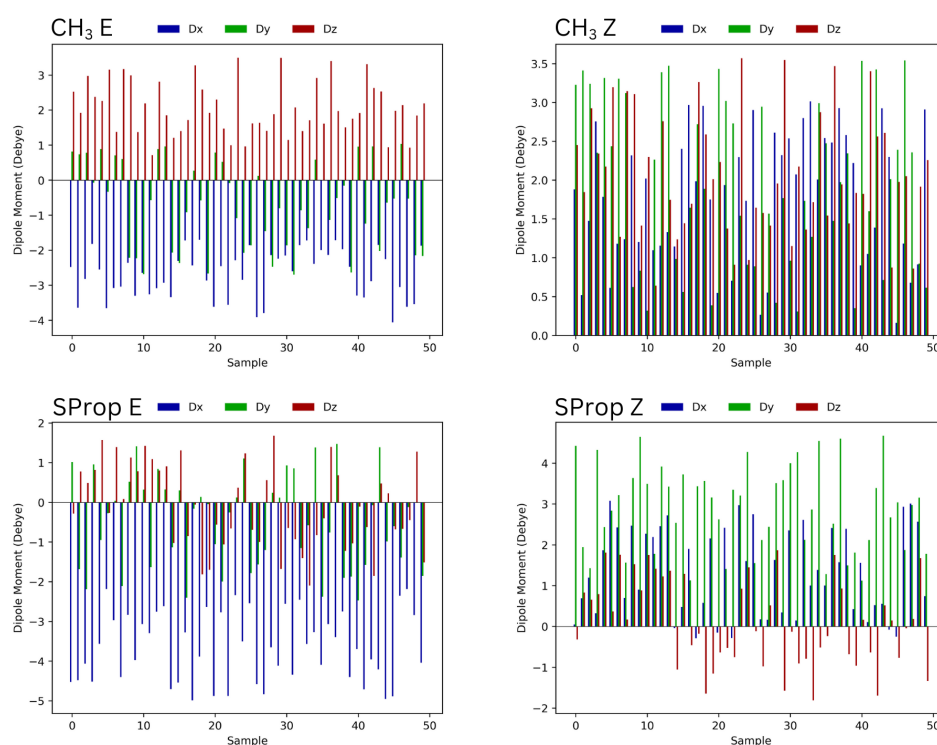 CH₃ E
Dx Dy Dz
Dipole Moment (Debye)
3
2
1
0
−1
−2
−3
−4
0 10 20 30 40 50
Sample
CH₃ Z
Dx Dy Dz
Dipole Moment (Debye)
3.5
3.0
2.5
2.0
1.5
1.0
0.5
0.0
0 10 20 30 40 50
Sample
SProp E
Dx Dy Dz
Dipole Moment (Debye)
2
1
0
−1
−2
−3
−4
−5
0 10 20 30 40 50
Sample
SProp Z
Dx Dy Dz
Dipole Moment (Debye)
4
3
2
1
0
−1
−2
0 10 20 30 40 50
Sample